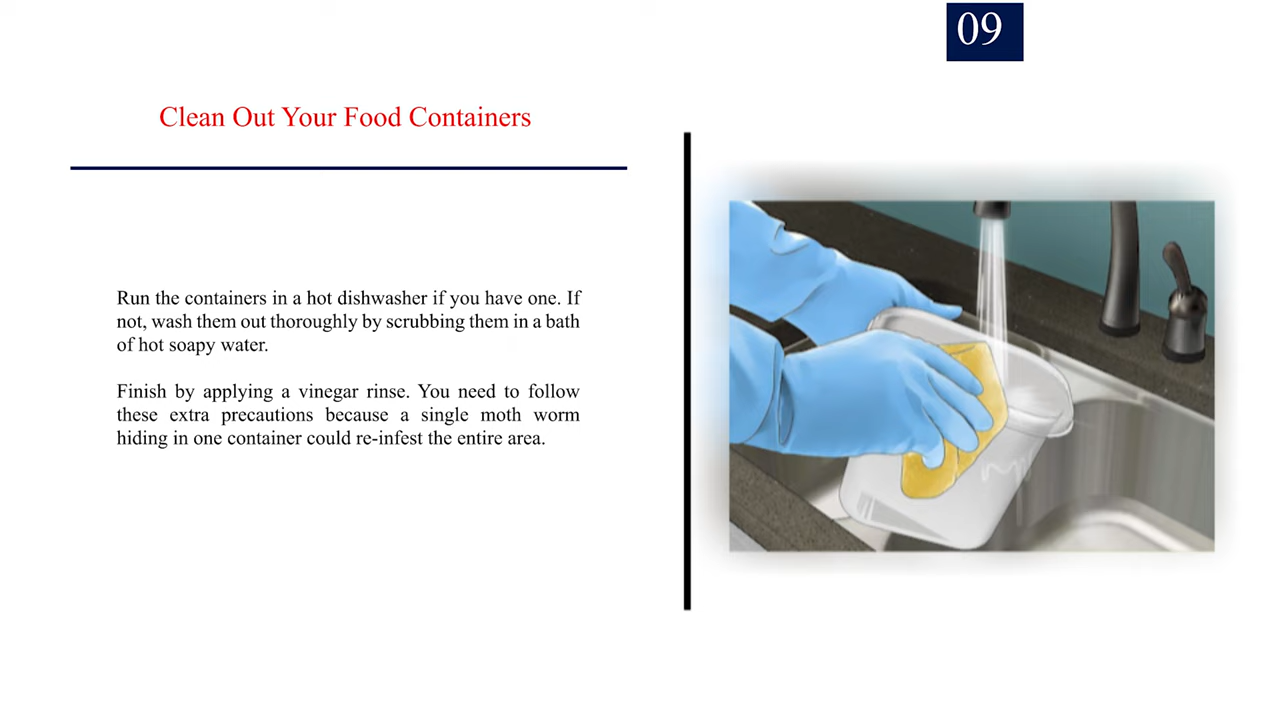 09
Clean Out Your Food Containers
Run the containers in a hot dishwasher if you have one. If
not, wash them out thoroughly by scrubbing them in a bath
of hot soapy water.
Finish by applying a vinegar rinse. You need to follow
these extra precautions because a single moth worm
hiding in one container could re-infest the entire area.